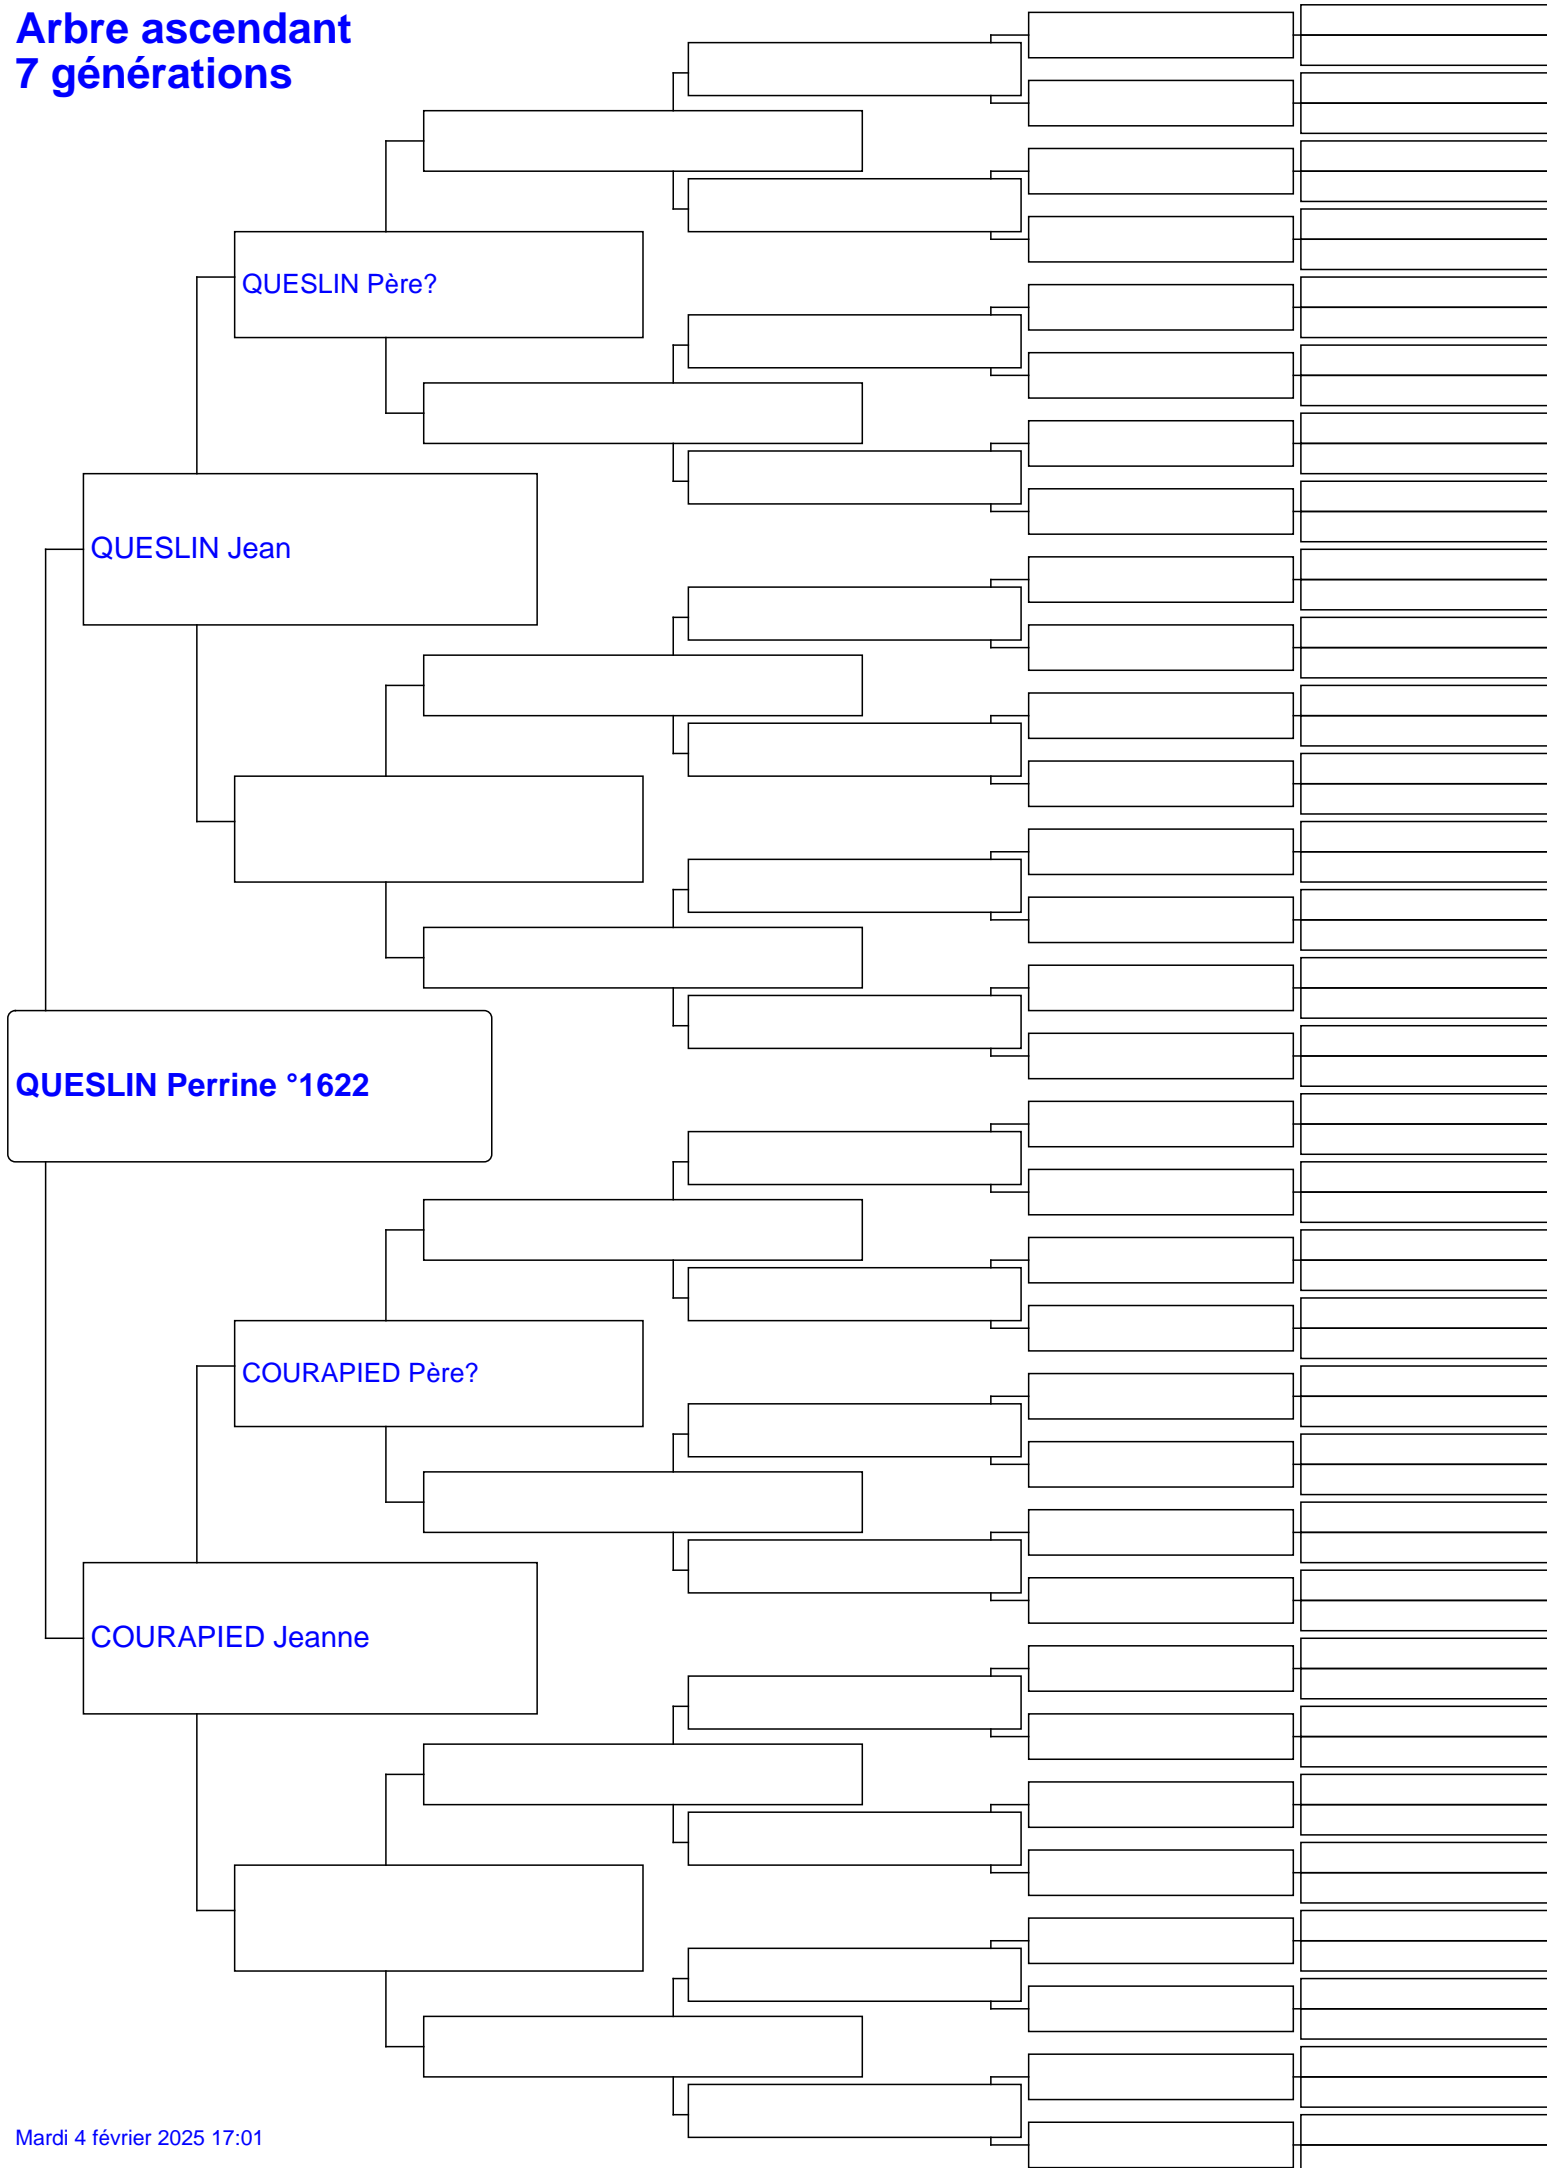 Arbre ascendant
7 générations
QUESLIN Père?
QUESLIN Jean
QUESLIN Perrine °1622
COURAPIED Père?
COURAPIED Jeanne
Mardi 4 février 2025 17:01